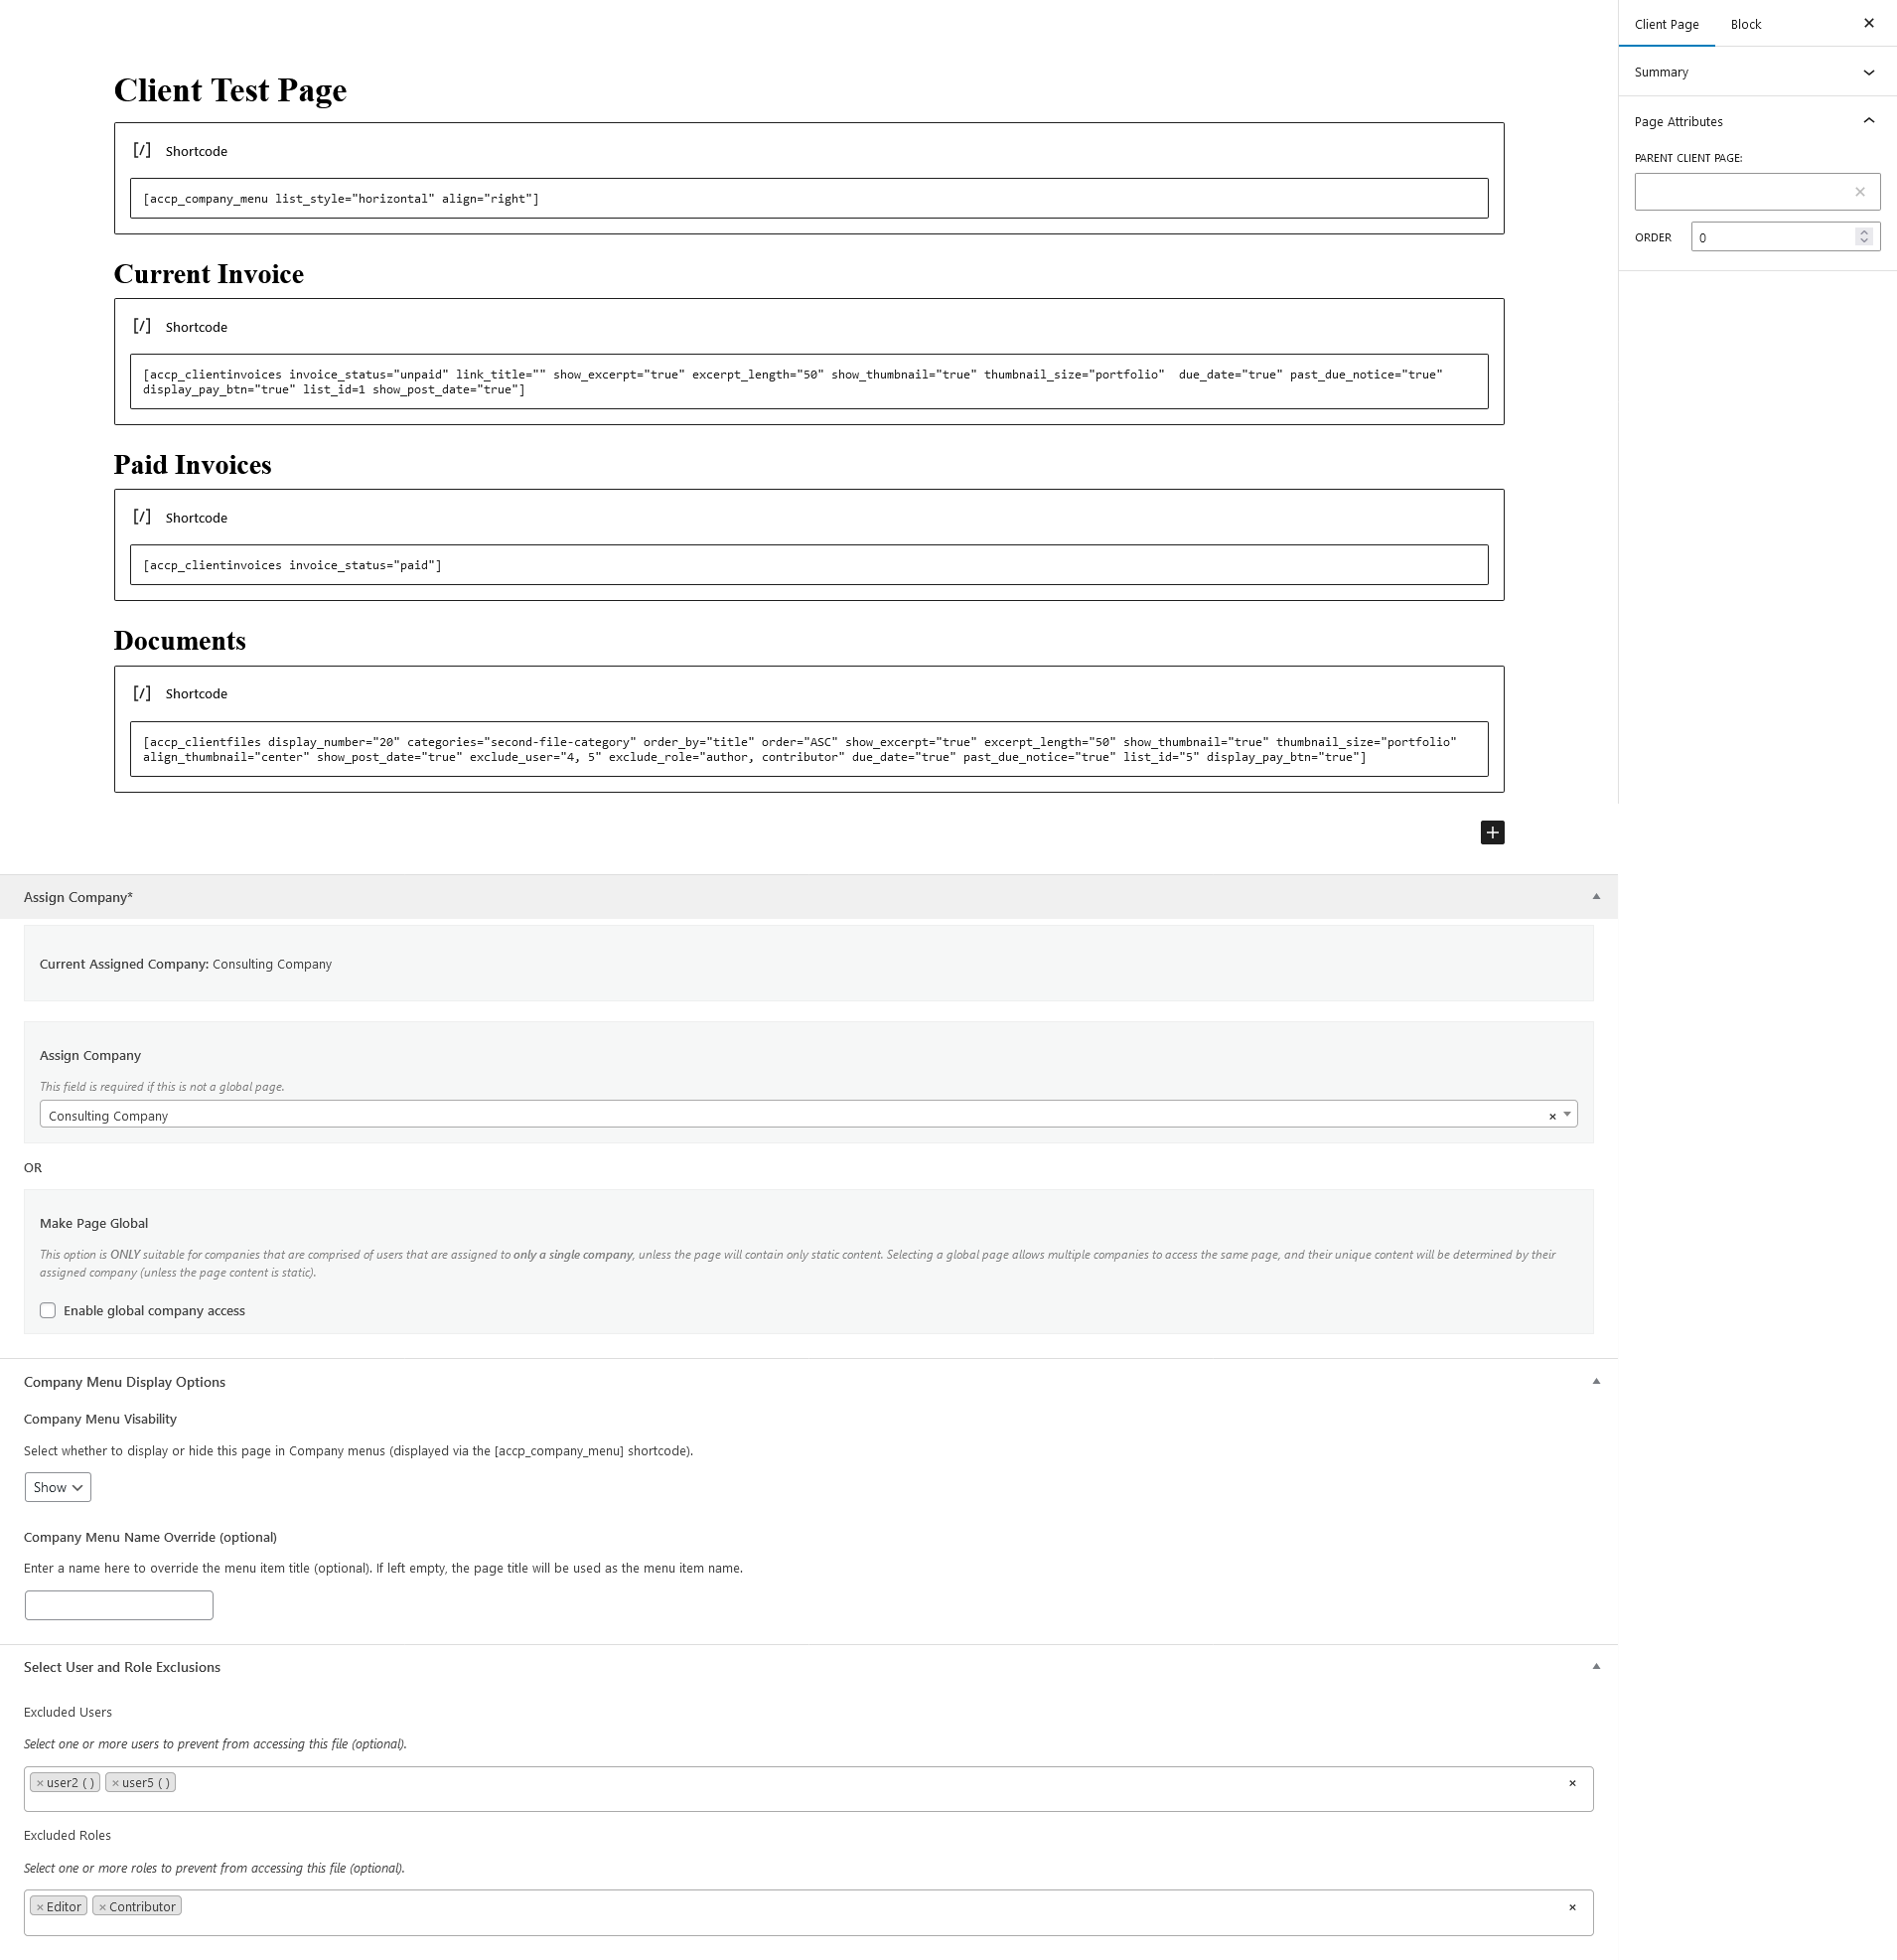 Client Page Block
Summary
Page Attributes
PARENT CLIENT PAGE:
ORDER 0
Client Test Page
[/] Shortcode
[accp_company_menu list_style="horizontal" align="right"]
Current Invoice
[/] Shortcode
[accp_clientinvoices invoice_status="unpaid" link_title="" show_excerpt="true" excerpt_length="50" show_thumbnail="true" thumbnail_size="portfolio"  due_date="true" past_due_notice="true"
display_pay_btn="true" list_id=1 show_post_date="true"]
Paid Invoices
[/] Shortcode
[accp_clientinvoices invoice_status="paid"]
Documents
[/] Shortcode
[accp_clientfiles display_number="20" categories="second-file-category" order_by="title" order="ASC" show_excerpt="true" excerpt_length="50" show_thumbnail="true" thumbnail_size="portfolio"
align_thumbnail="center" show_post_date="true" exclude_user="4, 5" exclude_role="author, contributor" due_date="true" past_due_notice="true" list_id="5" display_pay_btn="true"]
Assign Company*
Current Assigned Company: Consulting Company
Assign Company
This field is required if this is not a global page.
Consulting Company ×
OR
Make Page Global
This option is ONLY suitable for companies that are comprised of users that are assigned to only a single company, unless the page will contain only static content. Selecting a global page allows multiple companies to access the same page, and their unique content will be determined by their
assigned company (unless the page content is static).
Enable global company access
Company Menu Display Options
Company Menu Visability
Select whether to display or hide this page in Company menus (displayed via the [accp_company_menu] shortcode).
Show
Company Menu Name Override (optional)
Enter a name here to override the menu item title (optional). If left empty, the page title will be used as the menu item name.
Select User and Role Exclusions
Excluded Users
Select one or more users to prevent from accessing this file (optional).
× user2 ( ) × user5 ( ) ×
Excluded Roles
Select one or more roles to prevent from accessing this file (optional).
× Editor × Contributor ×